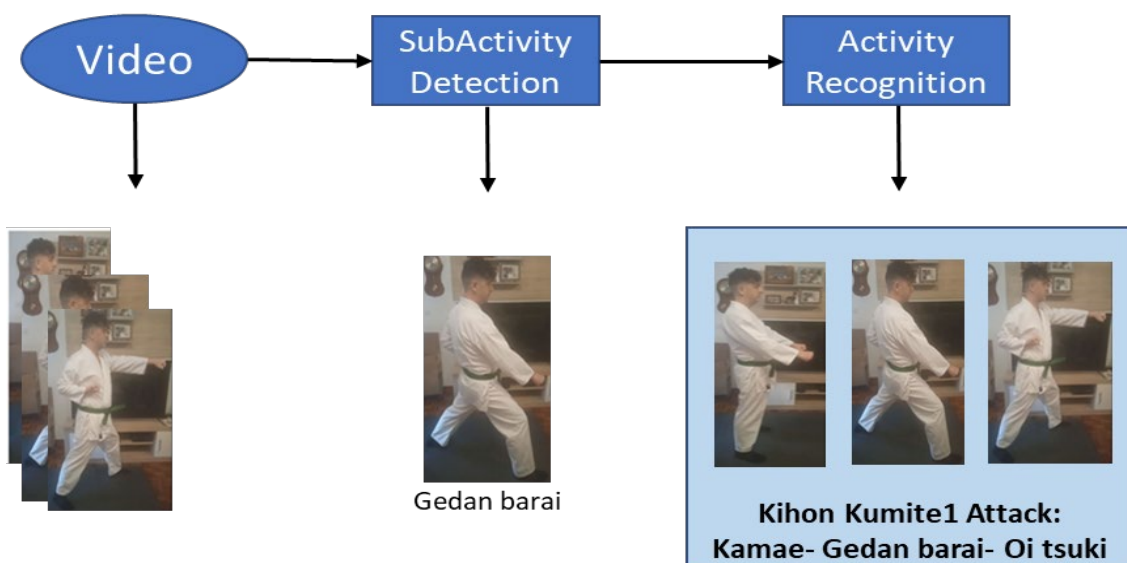 Video
SubActivity
Detection
Activity
Recognition
Gedan barai
Kihon Kumite1 Attack:
Kamae- Gedan barai- Oi tsuki